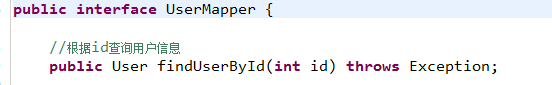 public interface UserMapper {
//根据id查询用户信息
public User findUserById(int id) throws Exception;